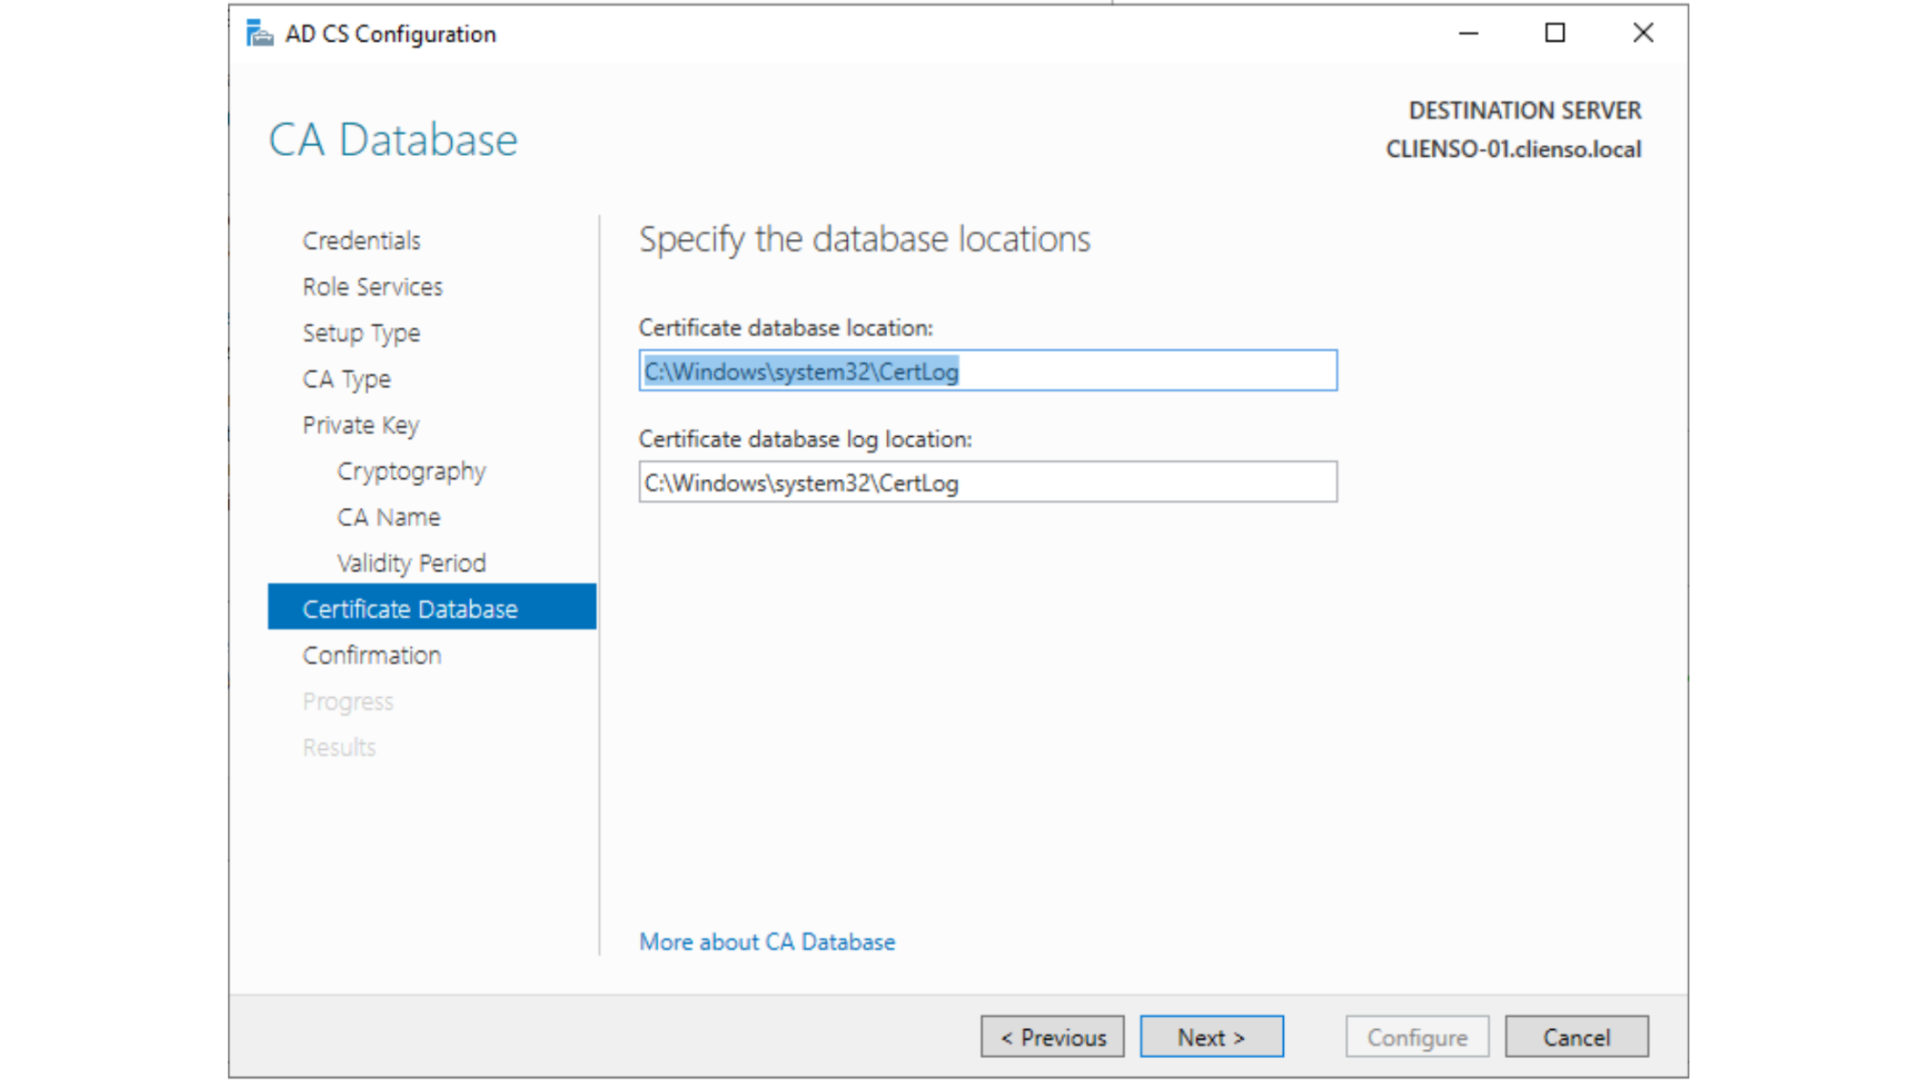 AD CS Configuration
CA Database
DESTINATION SERVER
CLIENSO-01.clienso.local
Credentials
Role Services
Setup Type
CA Type
Private Key
Cryptography
CA Name
Validity Period
Certificate Database
Confirmation
Progress
Results
Specify the database locations
Certificate database location:
C:\Windows\system32\CertLog
Certificate database log location:
C:\Windows\system32\CertLog
More about CA Database
< Previous
Next >
Configure
Cancel